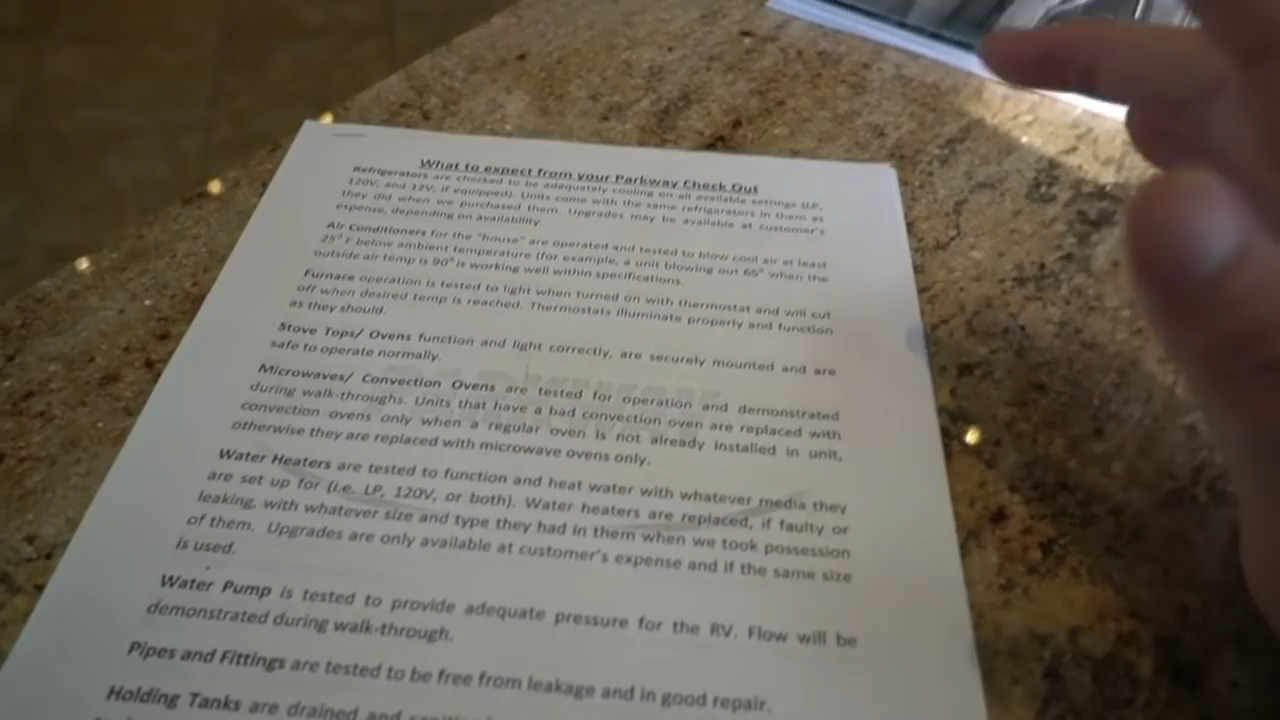 What to expect from your Parkway Check Out
Refrigerators are checked to be adequately cooling on all available settings (LP,
120V, and 12V, if equipped). Units come with the same refrigerators in them as
they did when we purchased them. Upgrades may be available at customer's
expense, depending on availability.
Air Conditioners for the "house" are operated and tested to blow cool air at least
25° F below ambient temperature (for example, a unit blowing out 65° when the
outside air temp is 90° is working well within specifications.
Furnace operation is tested to light when turned on with thermostat and will cut
off when desired temp is reached. Thermostats illuminate properly and function
as they should.
Stove Tops/ Ovens function and light correctly, are securely mounted and are
safe to operate normally.
Microwaves/ Convection Ovens are tested for operation and demonstrated
during walk-throughs. Units that have a bad convection oven are replaced with
convection ovens only when a regular oven is not already installed in unit,
otherwise they are replaced with microwave ovens only.
Water Heaters are tested to function and heat water with whatever media they
are set up for (i.e. LP, 120V, or both). Water heaters are replaced, if faulty or
leaking, with whatever size and type they had in them when we took possession
of them. Upgrades are only available at customer's expense and if the same size
is used.
Water Pump is tested to provide adequate pressure for the RV. Flow will be
demonstrated during walk-through.
Pipes and Fittings are tested to be free from leakage and in good repair.
Holding Tanks are drained and